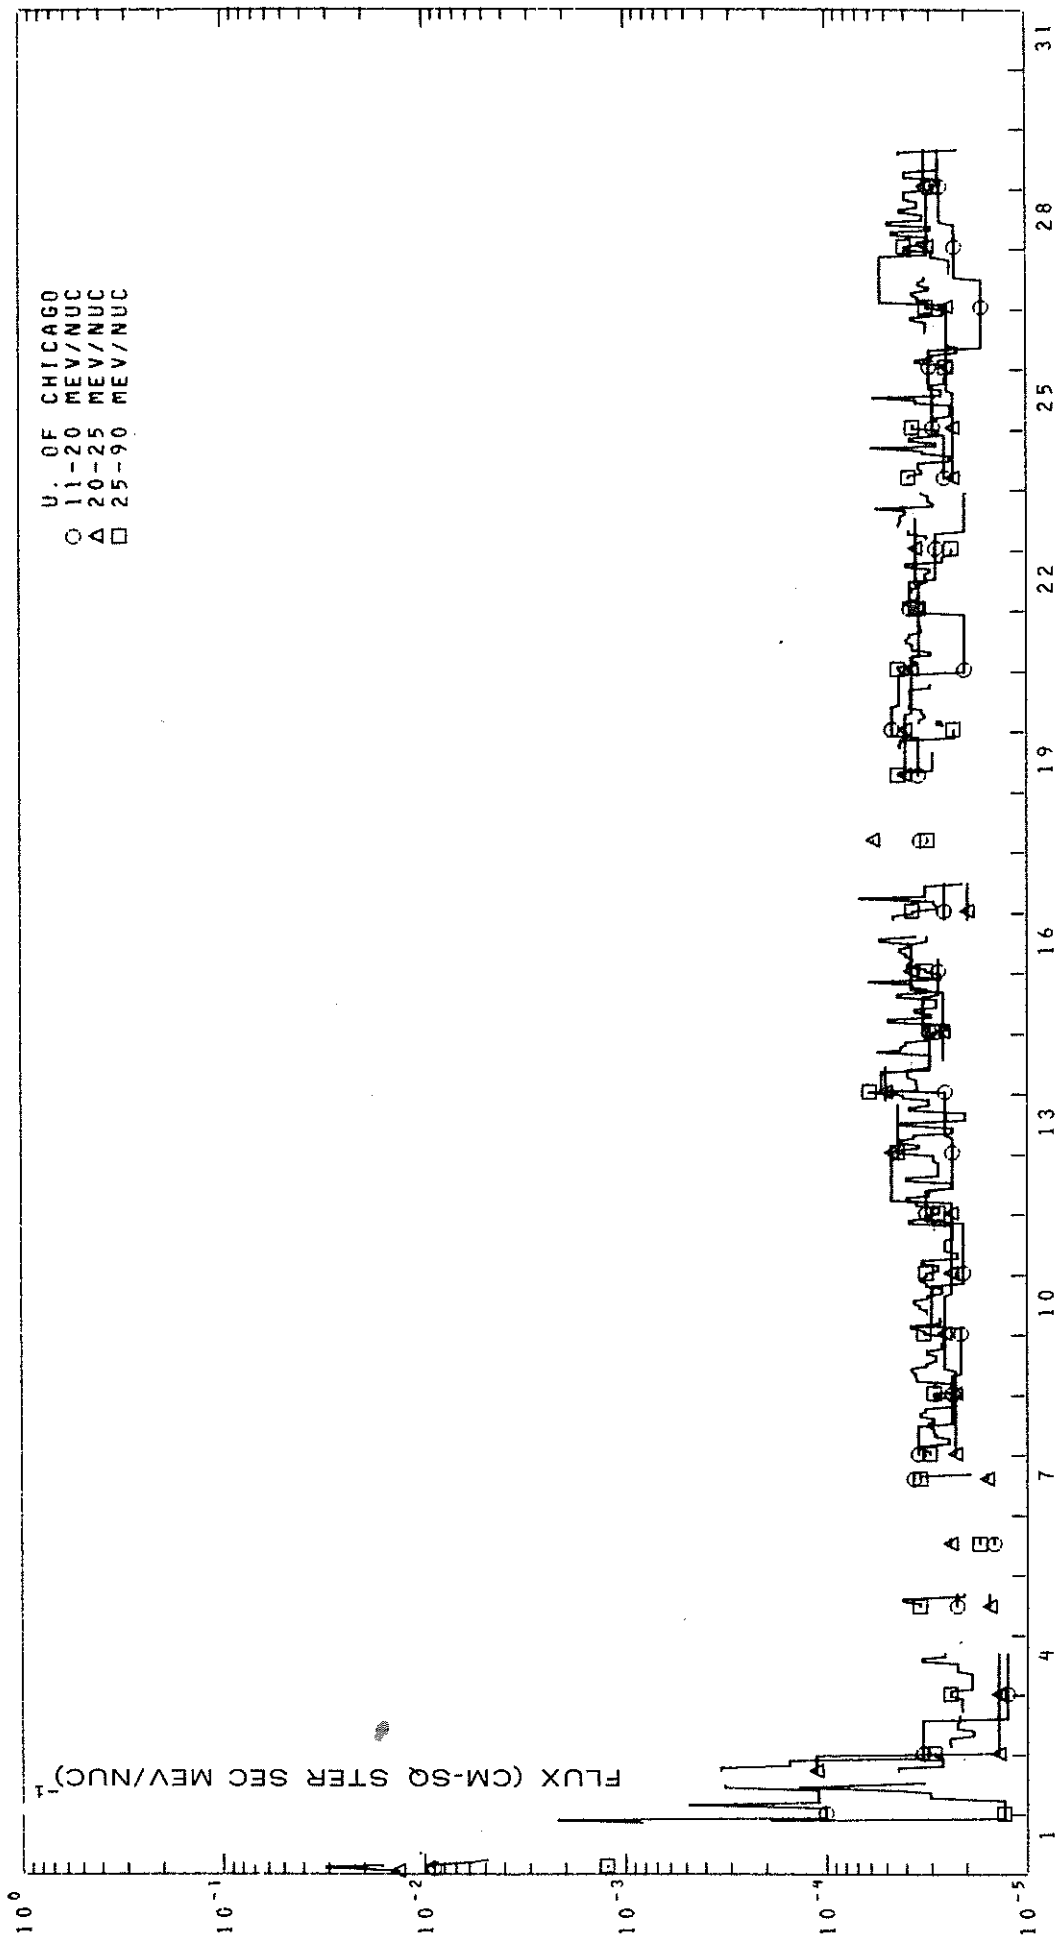 U. OF CHICAGO
○ 11-20 MEV/NUC
△ 20-25 MEV/NUC
□ 25-90 MEV/NUC
FLUX (CM-SQ STER SEC MEV/NUC)⁻¹
10⁰
10⁻¹
10⁻²
10⁻³
10⁻⁴
10⁻⁵
1 4 7 10 13 16 19 22 25 28 31